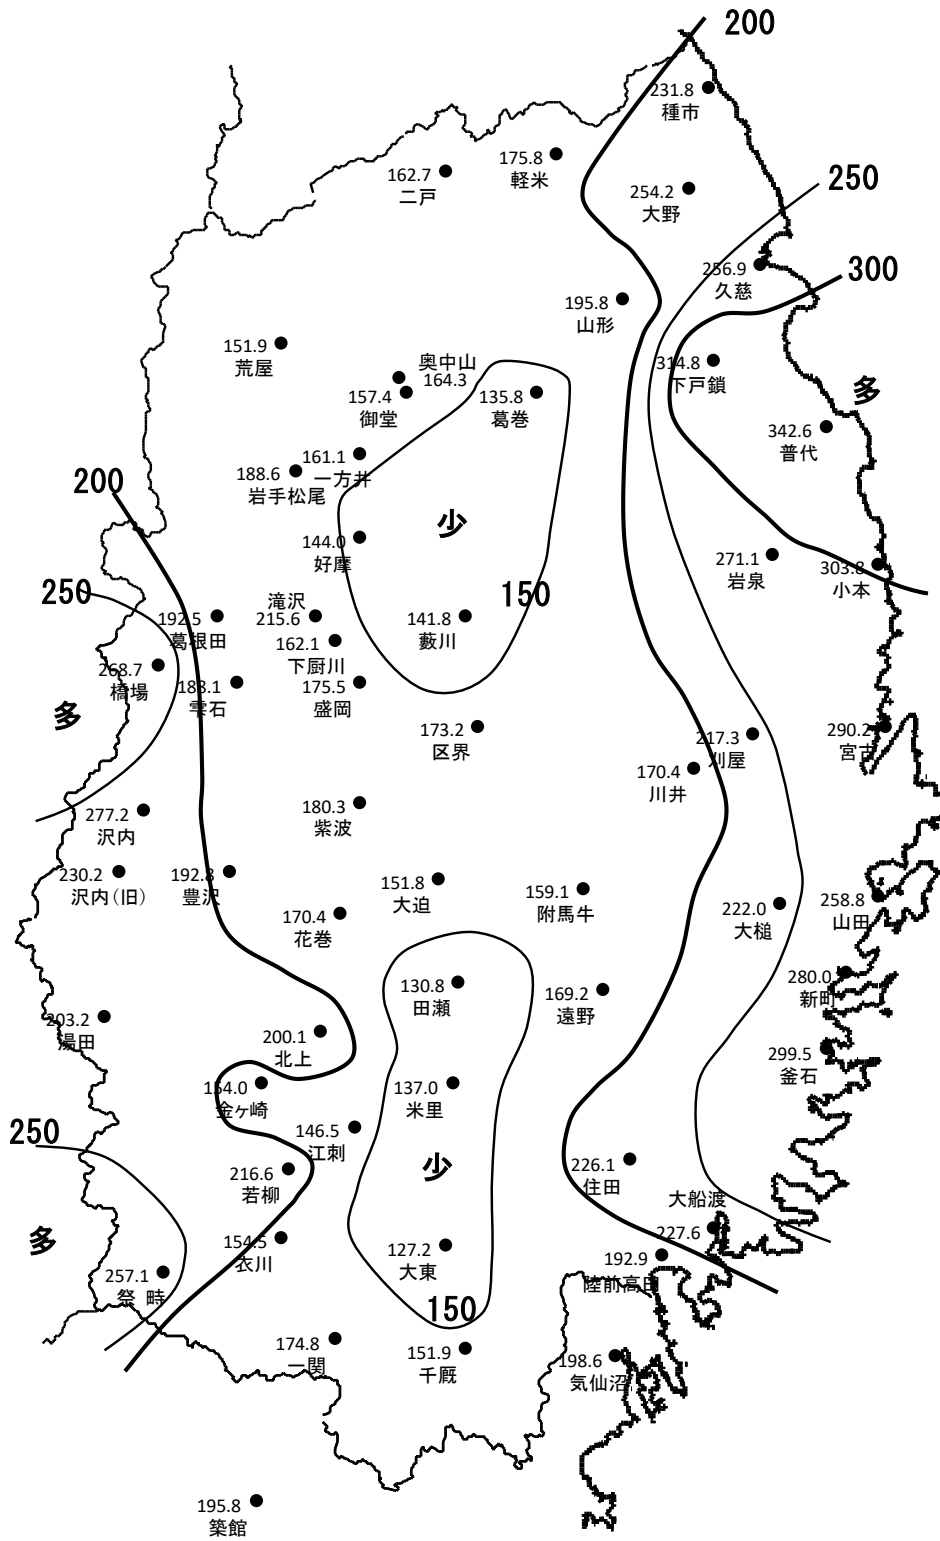 200
231.8
種市
175.8
軽米
162.7
二戸
250
254.2
大野
256.9
久慈
300
195.8
山形
151.9
荒屋
奥中山
164.3
157.4
御堂
135.8
葛巻
314.8
下戸鎖
多
342.6
普代
161.1
一方井
188.6
岩手松尾
200
少
144.0
好摩
271.1
岩泉
303.8
小本
250
150
192.5
葛根田
滝沢
215.6
141.8
藪川
162.1
下厨川
268.7
橋場
188.1
雫石
175.5
盛岡
多
173.2
区界
217.3
刈屋
290.2
宮古
170.4
川井
277.2
沢内
180.3
紫波
230.2
沢内(旧)
192.8
豊沢
151.8
大迫
159.1
附馬牛
170.4
花巻
222.0
大槌
258.8
山田
130.8
田瀬
169.2
遠野
280.0
新町
203.2
湯田
200.1
北上
299.5
釜石
154.0
金ヶ崎
137.0
米里
250
146.5
江刺
少
216.6
若柳
226.1
住田
大船渡
227.6
多
154.5
衣川
127.2
大東
192.9
陸前高田
257.1
祭 時
150
174.8
一関
151.9
千厩
198.6
気仙沼
195.8
築館